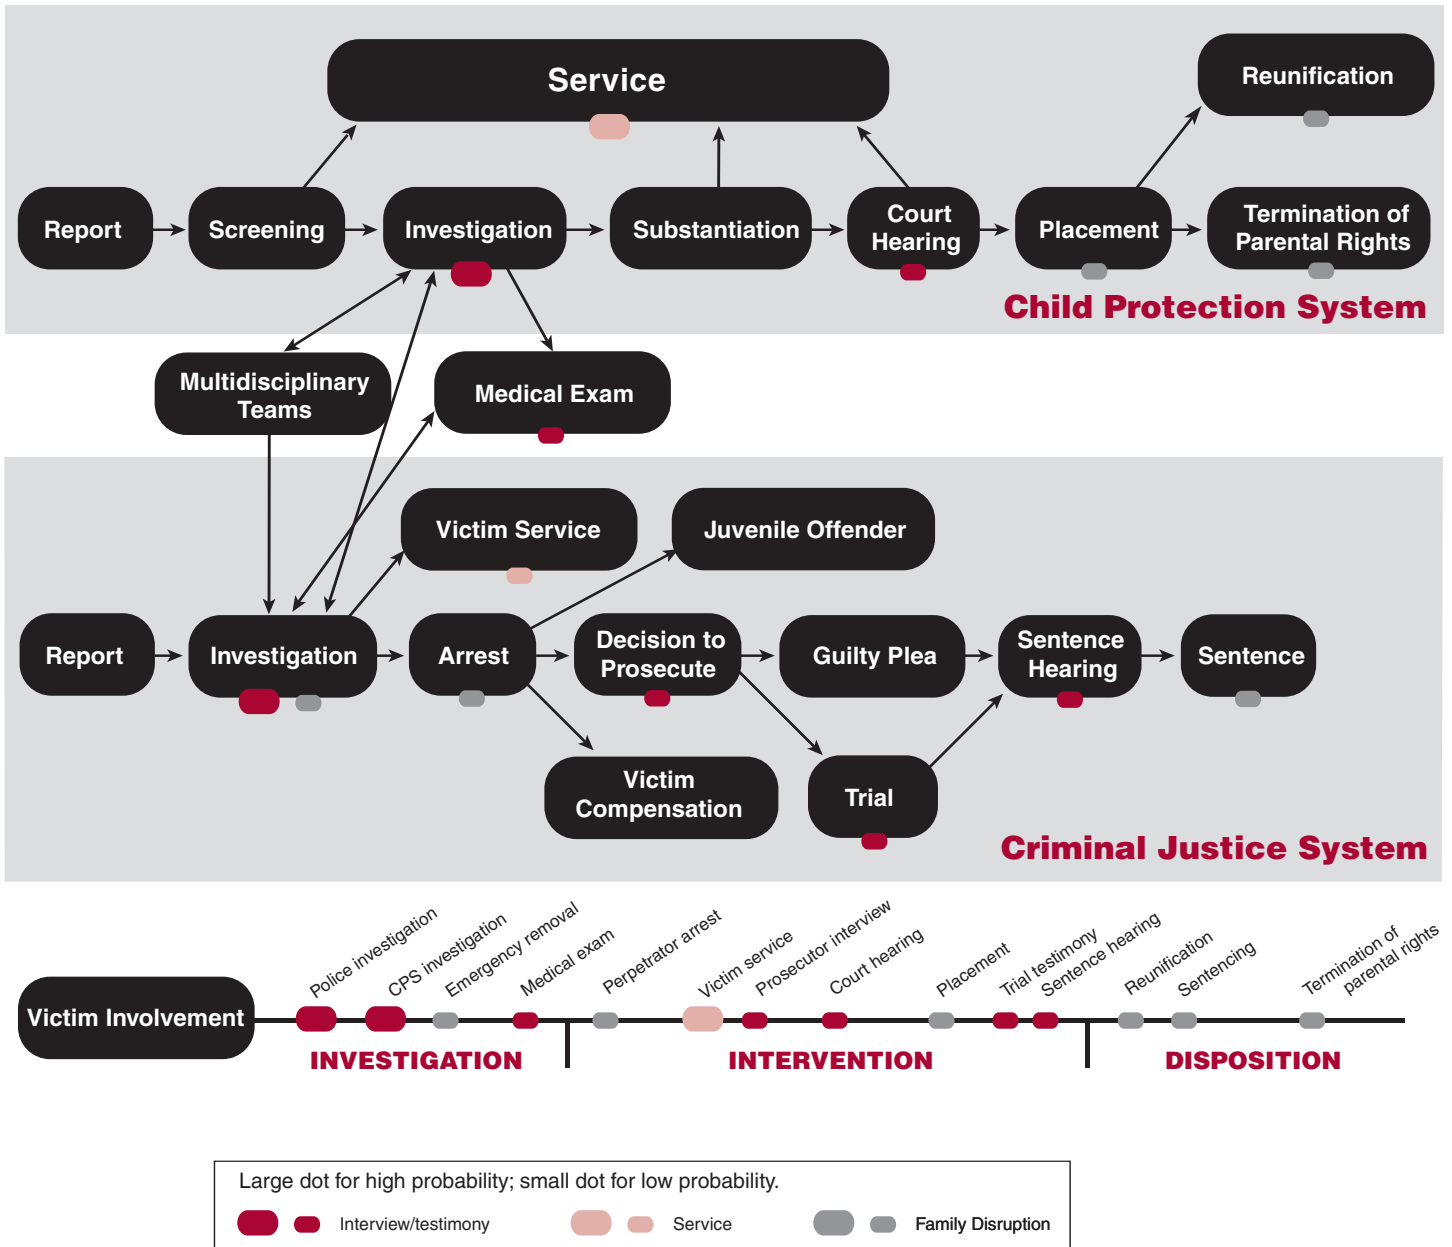 Service
Reunification
Report
Screening
Investigation
Substantiation
Court
Hearing
Placement
Termination of
Parental Rights
Child Protection System
Multidisciplinary
Teams
Medical Exam
Victim Service
Juvenile Offender
Report
Investigation
Arrest
Decision to
Prosecute
Guilty Plea
Sentence
Hearing
Sentence
Victim
Compensation
Trial
Criminal Justice System
Victim Involvement
Police investigation
CPS investigation
Emergency removal
Medical exam
Perpetrator arrest
Victim service
Prosecutor interview
Court hearing
Placement
Trial testimony
Sentence hearing
Reunification
Sentencing
Termination of
parental rights
INVESTIGATION
INTERVENTION
DISPOSITION
Large dot for high probability; small dot for low probability.
Interview/testimony
Service
Family Disruption